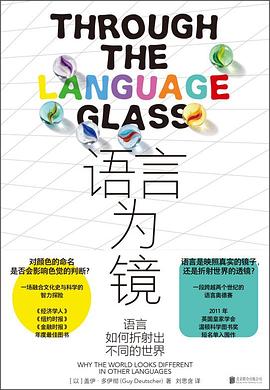 THROUGH
THE
LANGUAGE
GLASS
语言
为
镜
对颜色的命名
是否会影响色觉的判断?
一场融合文化史与科学的
智力探险
《经济学人》
《纽约时报》
《金融时报》
年度最佳图书
语言是映照真实的镜子,
还是折射世界的透镜?
一段跨越两个世纪的
语言奥德赛
2011 年
英国皇家学会
温顿科学图书奖
短名单入围作
语言
如何折射出
不同的世界
WHY THE WORLD LOOKS DIFFERENT
IN OTHER LANGUAGES
[以] 盖伊·多伊彻 (Guy Deutscher) 著 刘思含 译